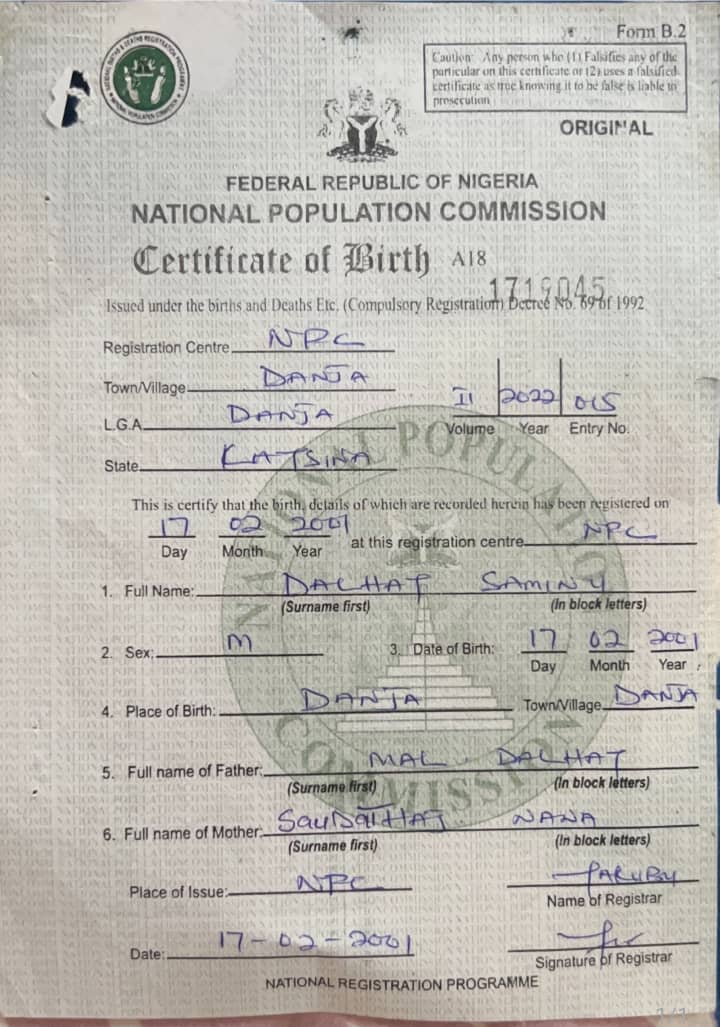 Form B.2
Caution: Any person who (1) Falsifies any of the
particular on this certificate or (2) uses a falsified
certificate as true knowing it to be false is liable to
prosecution
ORIGINAL
FEDERAL REPUBLIC OF NIGERIA
NATIONAL POPULATION COMMISSION
Certificate of Birth A18
1719045
Issued under the births and Deaths Etc. (Compulsory Registration) Decree No. 69 of 1992
Registration Centre NPC
Town/Village DANJA
L.G.A. DANJA
II 2022 015
Volume Year Entry No.
State KATSINA
This is certify that the birth, details of which are recorded herein has been registered on
17 02 2001 at this registration centre NPC
Day Month Year
1. Full Name: DALHAT SAMINU
(Surname first) (In block letters)
2. Sex: M 3. Date of Birth: 17 02 2001
Day Month Year
4. Place of Birth: DANJA Town/Village DANJA
5. Full name of Father: MAL. DALHAT
(Surname first) (In block letters)
6. Full name of Mother: NANA
(Surname first) (In block letters)
Place of Issue: NPC
Name of Registrar
Date: 17-02-2001
Signature of Registrar
NATIONAL REGISTRATION PROGRAMME
NATIONAL POPULATION COMMISSION